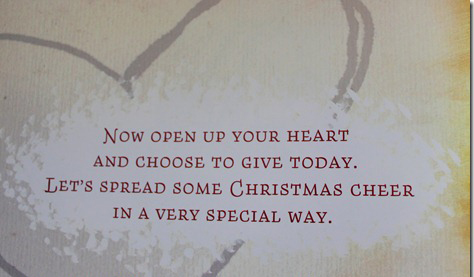 Now open up your heart
and choose to give today.
Let's spread some Christmas cheer
in a very special way.